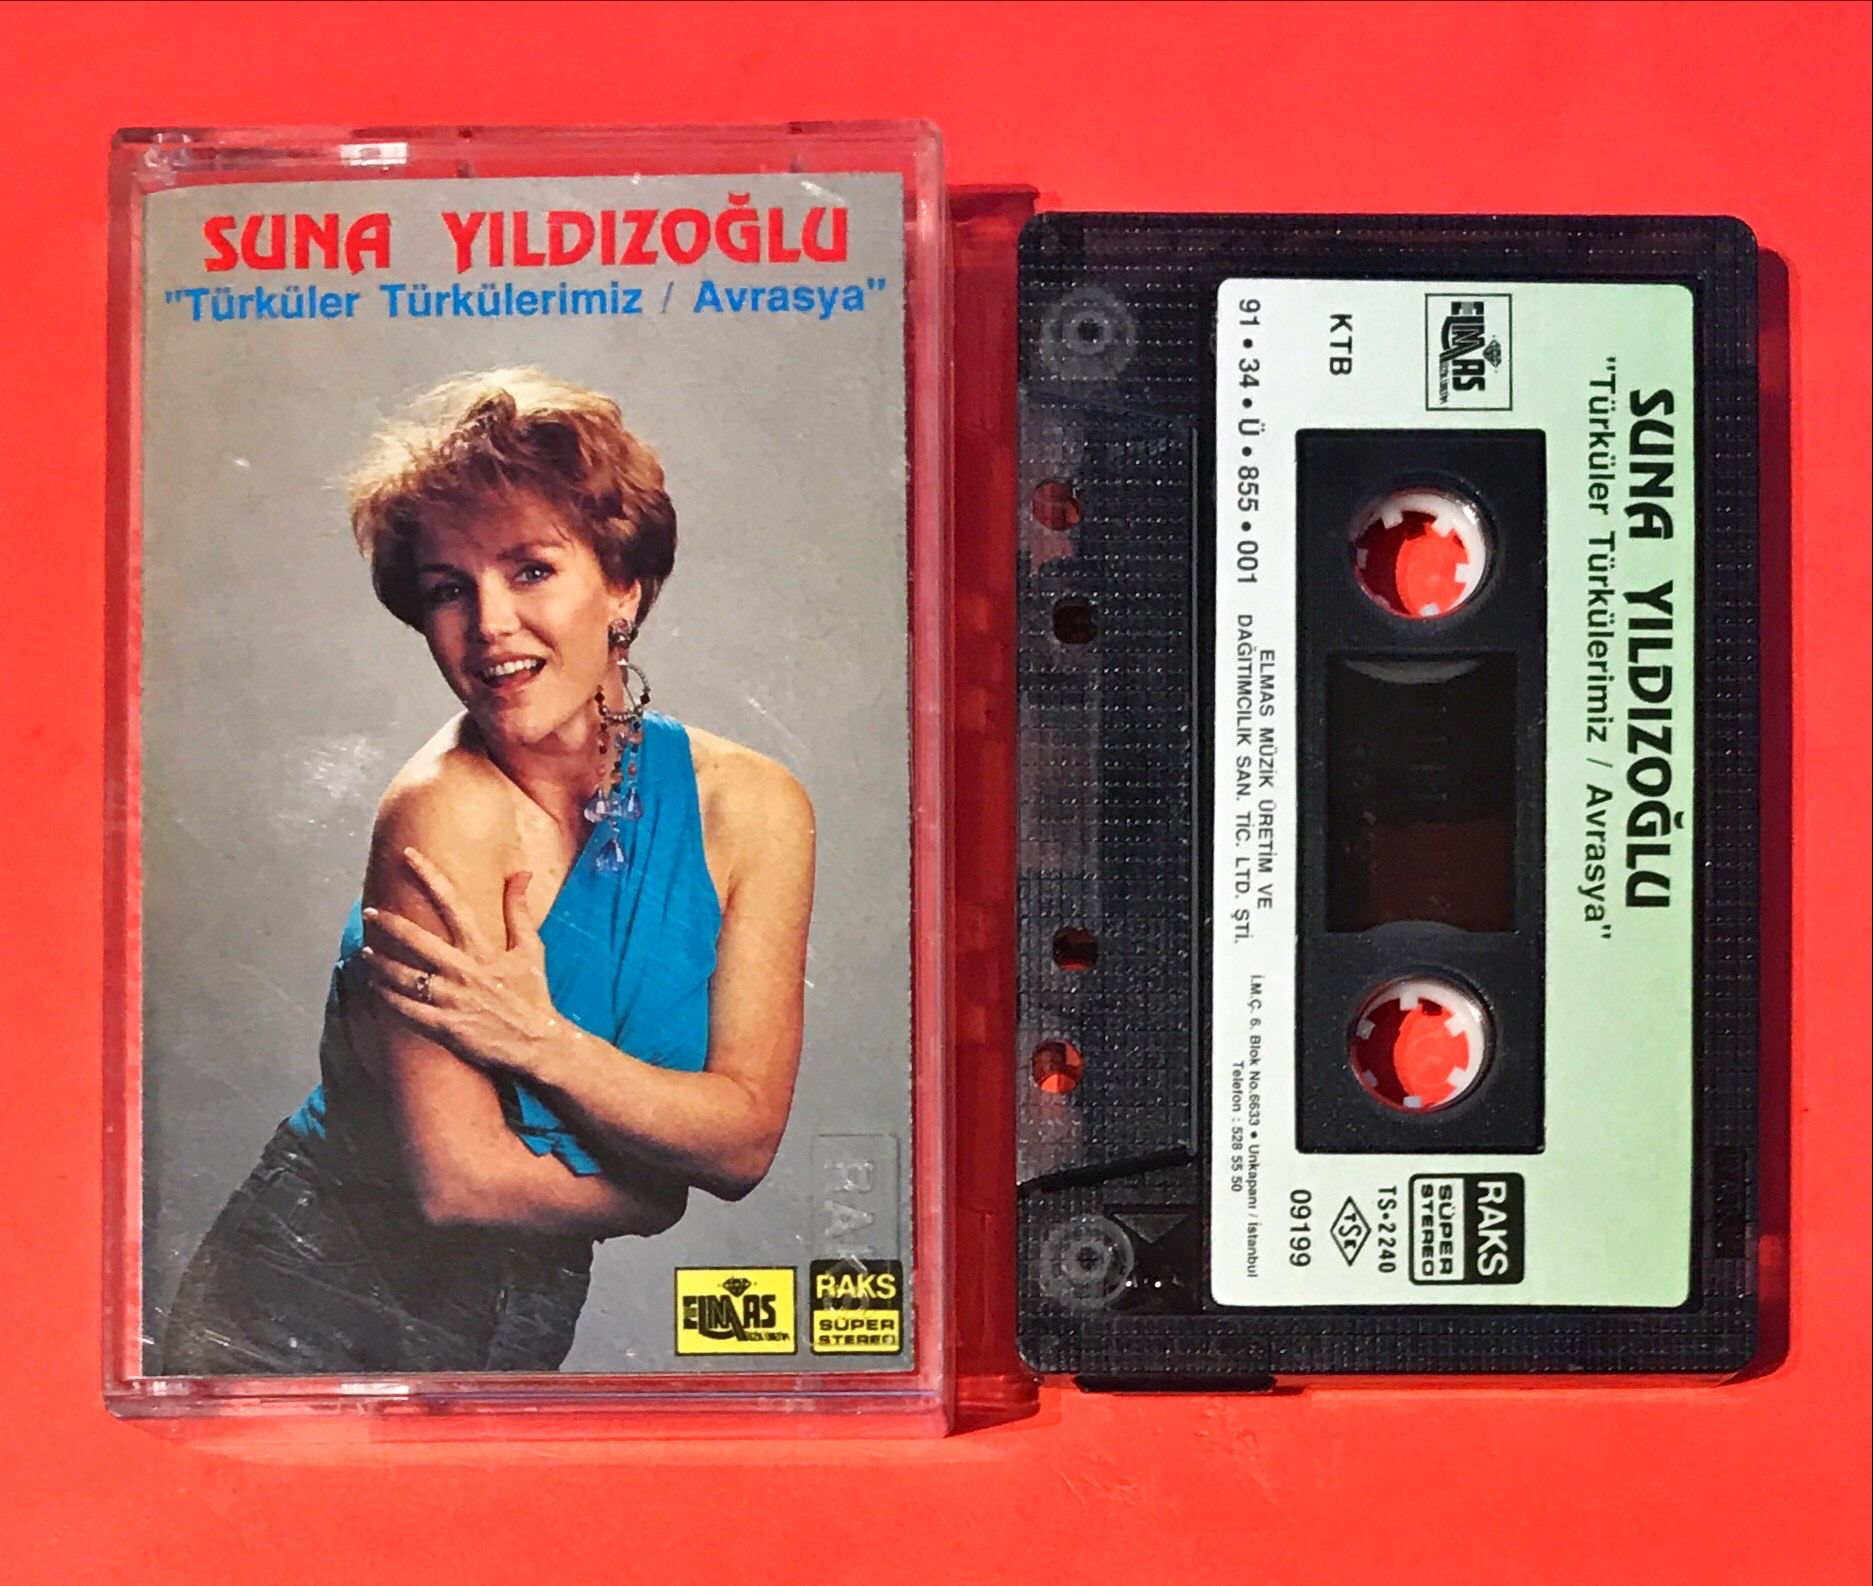 SUNA YILDIZOĞLU
"Türküler Türkülerimiz / Avrasya"
ELMAS
RAKS
SÜPER
STEREO
RAKS
SUNA YILDIZOĞLU
"Türküler Türkülerimiz / Avrasya"
ELMAS
KTB
91 • 34 • Ü • 855 • 001
ELMAS MÜZİK ÜRETİM VE
DAĞITIMCILIK SAN. TİC. LTD. ŞTİ.
İ.M.Ç. 6. Blok No.6633 • Unkapanı / İstanbul
Telefon : 528 55 50
RAKS
SÜPER
STEREO
TS•2240
TSE
09199